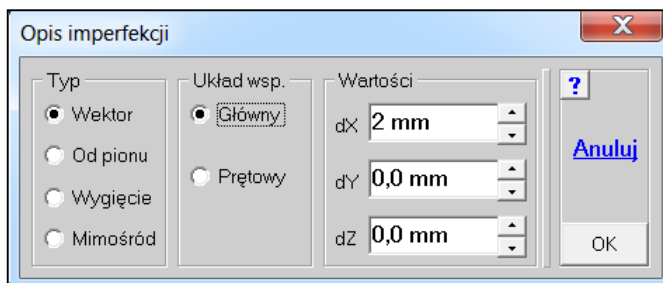 Opis imperfekcji
X
Typ
Wektor
Od pionu
Wygięcie
Mimośród
Układ wsp.
Główny
Prętowy
Wartości
dX 2 mm
dY 0,0 mm
dZ 0,0 mm
?
Anuluj
OK